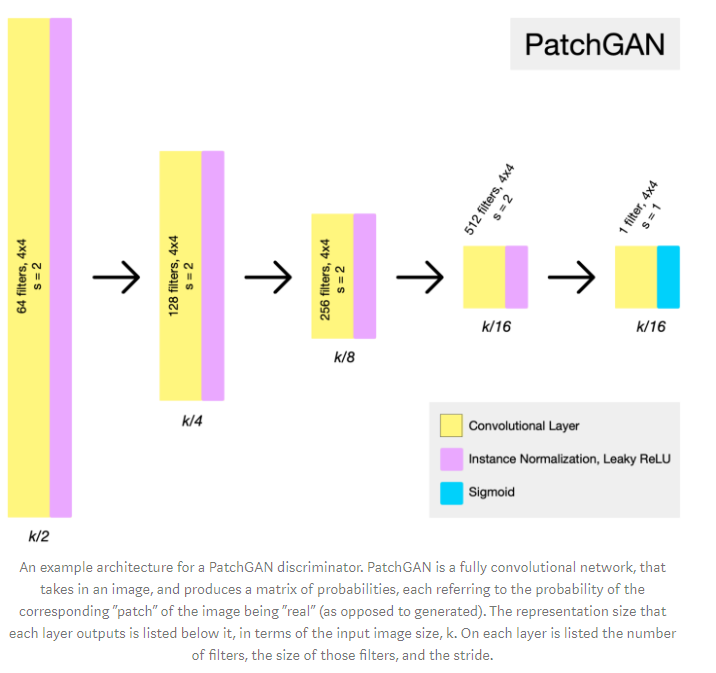 PatchGAN
64 filters, 4x4
s = 2
k/2
128 filters, 4x4
s = 2
k/4
256 filters, 4x4
s = 2
k/8
512 filters, 4x4
s = 2
k/16
1 filter, 4x4
s = 1
k/16
Convolutional Layer
Instance Normalization, Leaky ReLU
Sigmoid
An example architecture for a PatchGAN discriminator. PatchGAN is a fully convolutional network, that
takes in an image, and produces a matrix of probabilities, each referring to the probability of the
corresponding ”patch” of the image being ”real” (as opposed to generated). The representation size that
each layer outputs is listed below it, in terms of the input image size, k. On each layer is listed the number
of filters, the size of those filters, and the stride.